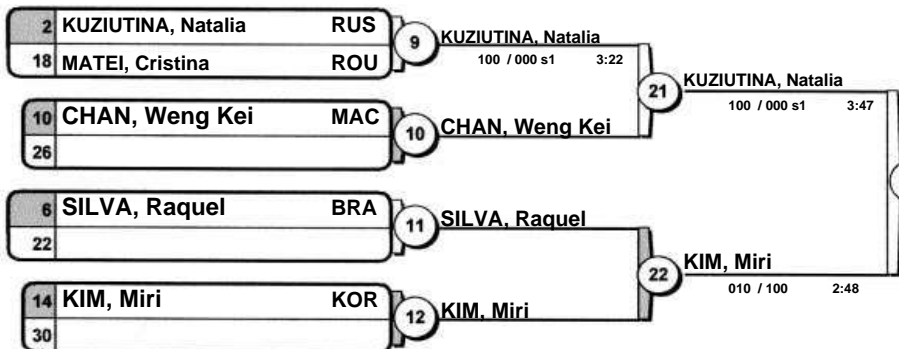 2 KUZIUTINA, Natalia RUS
18 MATEI, Cristina ROU
9
KUZIUTINA, Natalia
100 / 000 s1 3:22
10 CHAN, Weng Kei MAC
26
10
CHAN, Weng Kei
21
KUZIUTINA, Natalia
100 / 000 s1 3:47
6 SILVA, Raquel BRA
22
11
SILVA, Raquel
14 KIM, Miri KOR
30
12
KIM, Miri
22
KIM, Miri
010 / 100 2:48